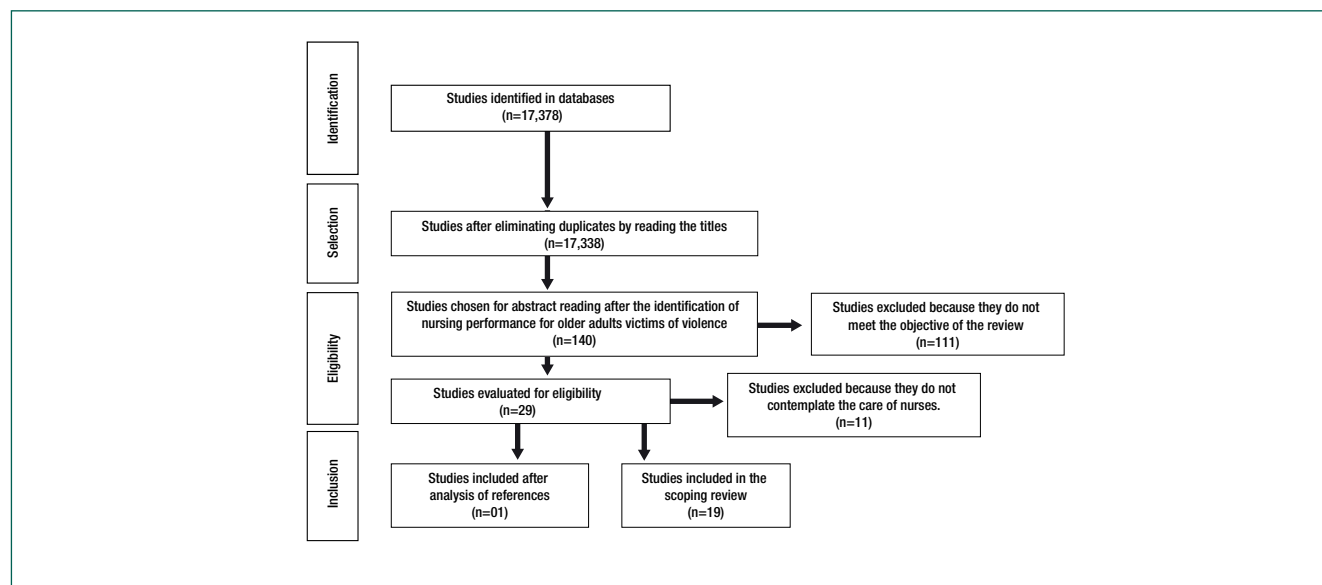 Identification
Studies identified in databases
(n=17,378)
Selection
Studies after eliminating duplicates by reading the titles
(n=17,338)
Eligibility
Studies chosen for abstract reading after the identification of
nursing performance for older adults victims of violence
(n=140)
Studies excluded because they do not
meet the objective of the review
(n=111)
Studies evaluated for eligibility
(n=29)
Studies excluded because they do not
contemplate the care of nurses.
(n=11)
Inclusion
Studies included after
analysis of references
(n=01)
Studies included in the
scoping review
(n=19)